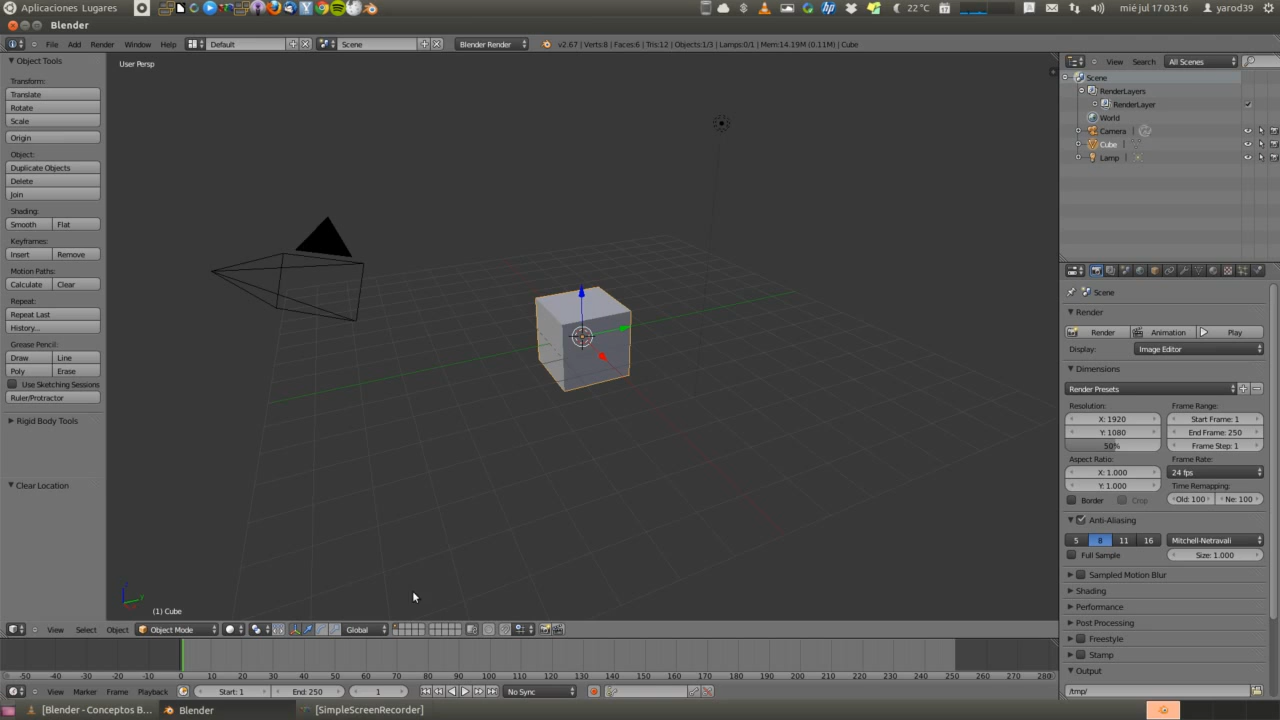 Aplicaciones Lugares
22 °C
mié jul 17 03:16
yarod39
Blender
File
Add
Render
Window
Help
Default
Scene
Blender Render
v2.67 | Verts:8 | Faces:6 | Tris:12 | Objects:1/3 | Lamps:0/1 | Mem:14.19M (0.11M) | Cube
Object Tools
Transform:
Translate
Rotate
Scale
Origin
Object:
Duplicate Objects
Delete
Join
Shading:
Smooth
Flat
Keyframes:
Insert
Remove
Motion Paths:
Calculate
Clear
Repeat:
Repeat Last
History...
Grease Pencil:
Draw
Line
Poly
Erase
Use Sketching Sessions
Ruler/Protractor
Rigid Body Tools
Clear Location
User Persp
(1) Cube
View
Search
All Scenes
Scene
RenderLayers
RenderLayer
World
Camera
Cube
Lamp
Scene
Render
Render
Animation
Play
Display:
Image Editor
Dimensions
Render Presets
Resolution:
Frame Range:
X: 1920
Start Frame: 1
Y: 1080
End Frame: 250
50%
Frame Step: 1
Aspect Ratio:
Frame Rate:
X: 1.000
24 fps
Y: 1.000
Time Remapping:
Border
Crop
Old: 100
Ne: 100
Anti-Aliasing
5
8
11
16
Mitchell-Netravali
Full Sample
Size: 1.000
Sampled Motion Blur
Shading
Performance
Post Processing
Freestyle
Stamp
Output
/tmp/
View
Select
Object
Object Mode
Global
-50 -40 -30 -20 -10 0 10 20 30 40 50 60 70 80 90 100 110 120 130 140 150 160 170 180 190 200 210 220 230 240 250 260 270 280
View
Marker
Frame
Playback
Start: 1
End: 250
1
No Sync
[Blender - Conceptos B...
Blender
[SimpleScreenRecorder]